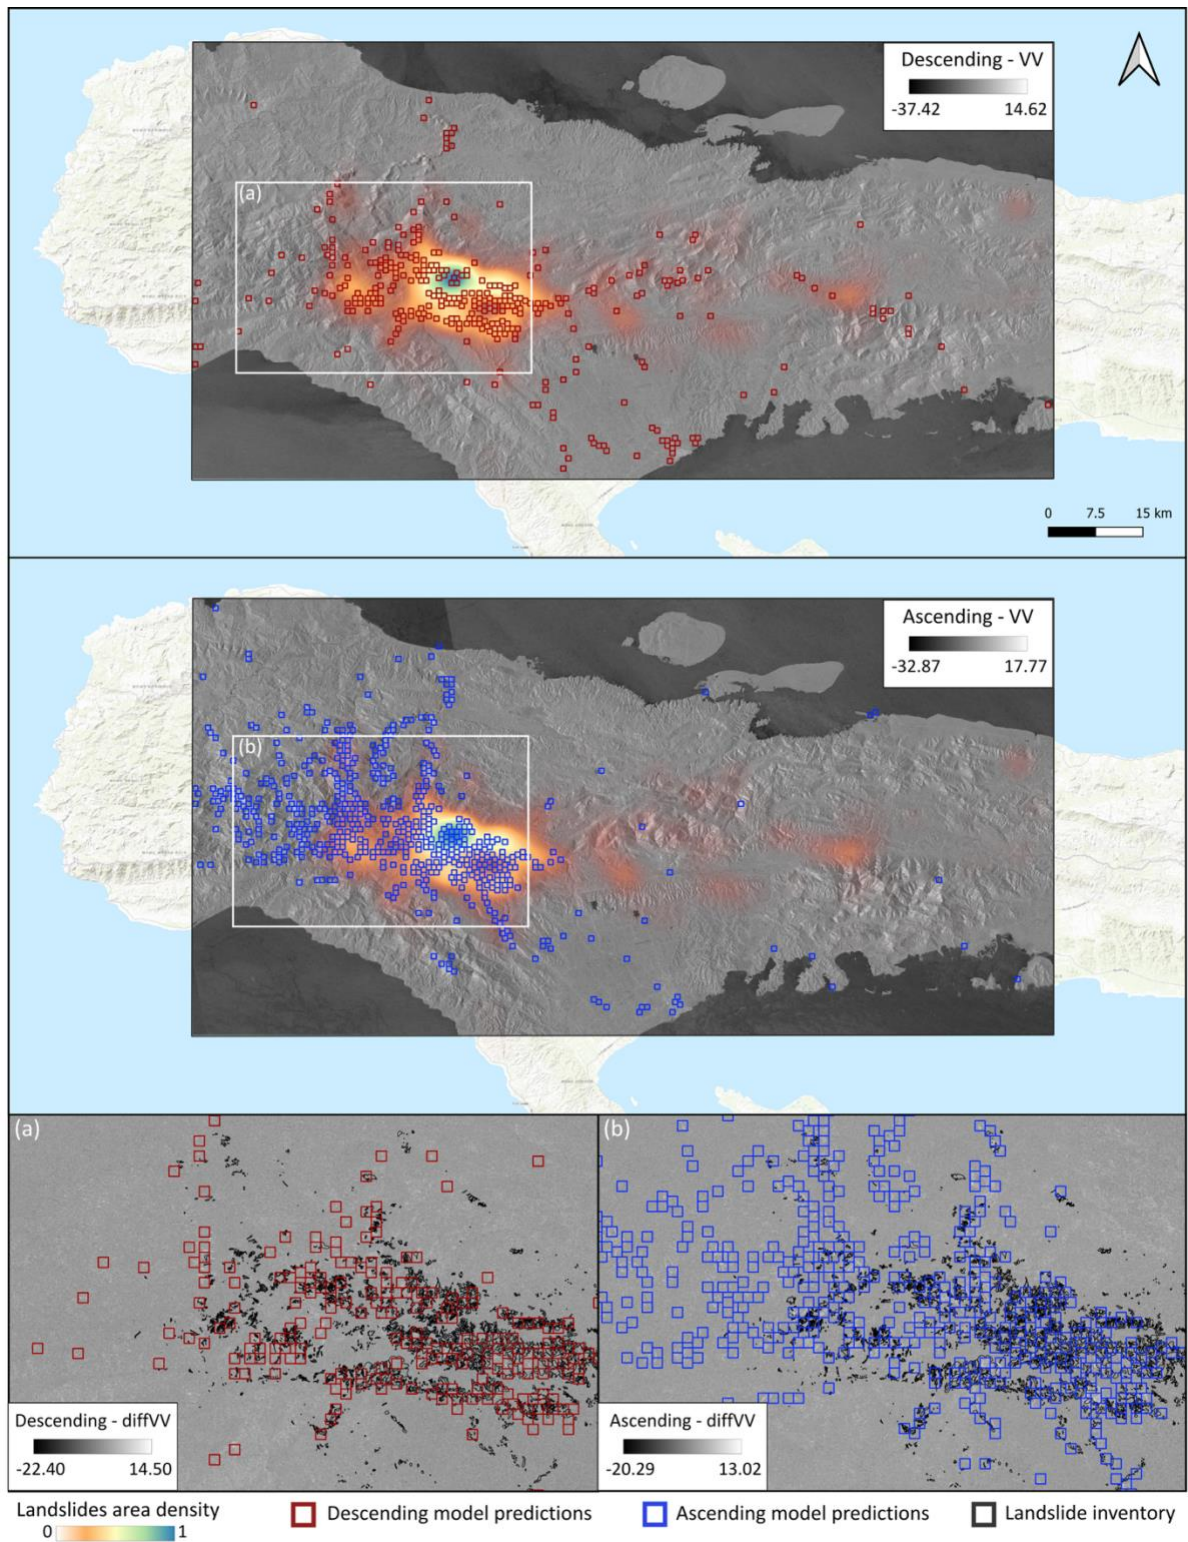 Descending - VV
-37.42 14.62
(a)
0 7.5 15 km
Ascending - VV
-32.87 17.77
(b)
(a)
(b)
Descending - diffVV
-22.40 14.50
Ascending - diffVV
-20.29 13.02
Landslides area density
0 1
Descending model predictions
Ascending model predictions
Landslide inventory